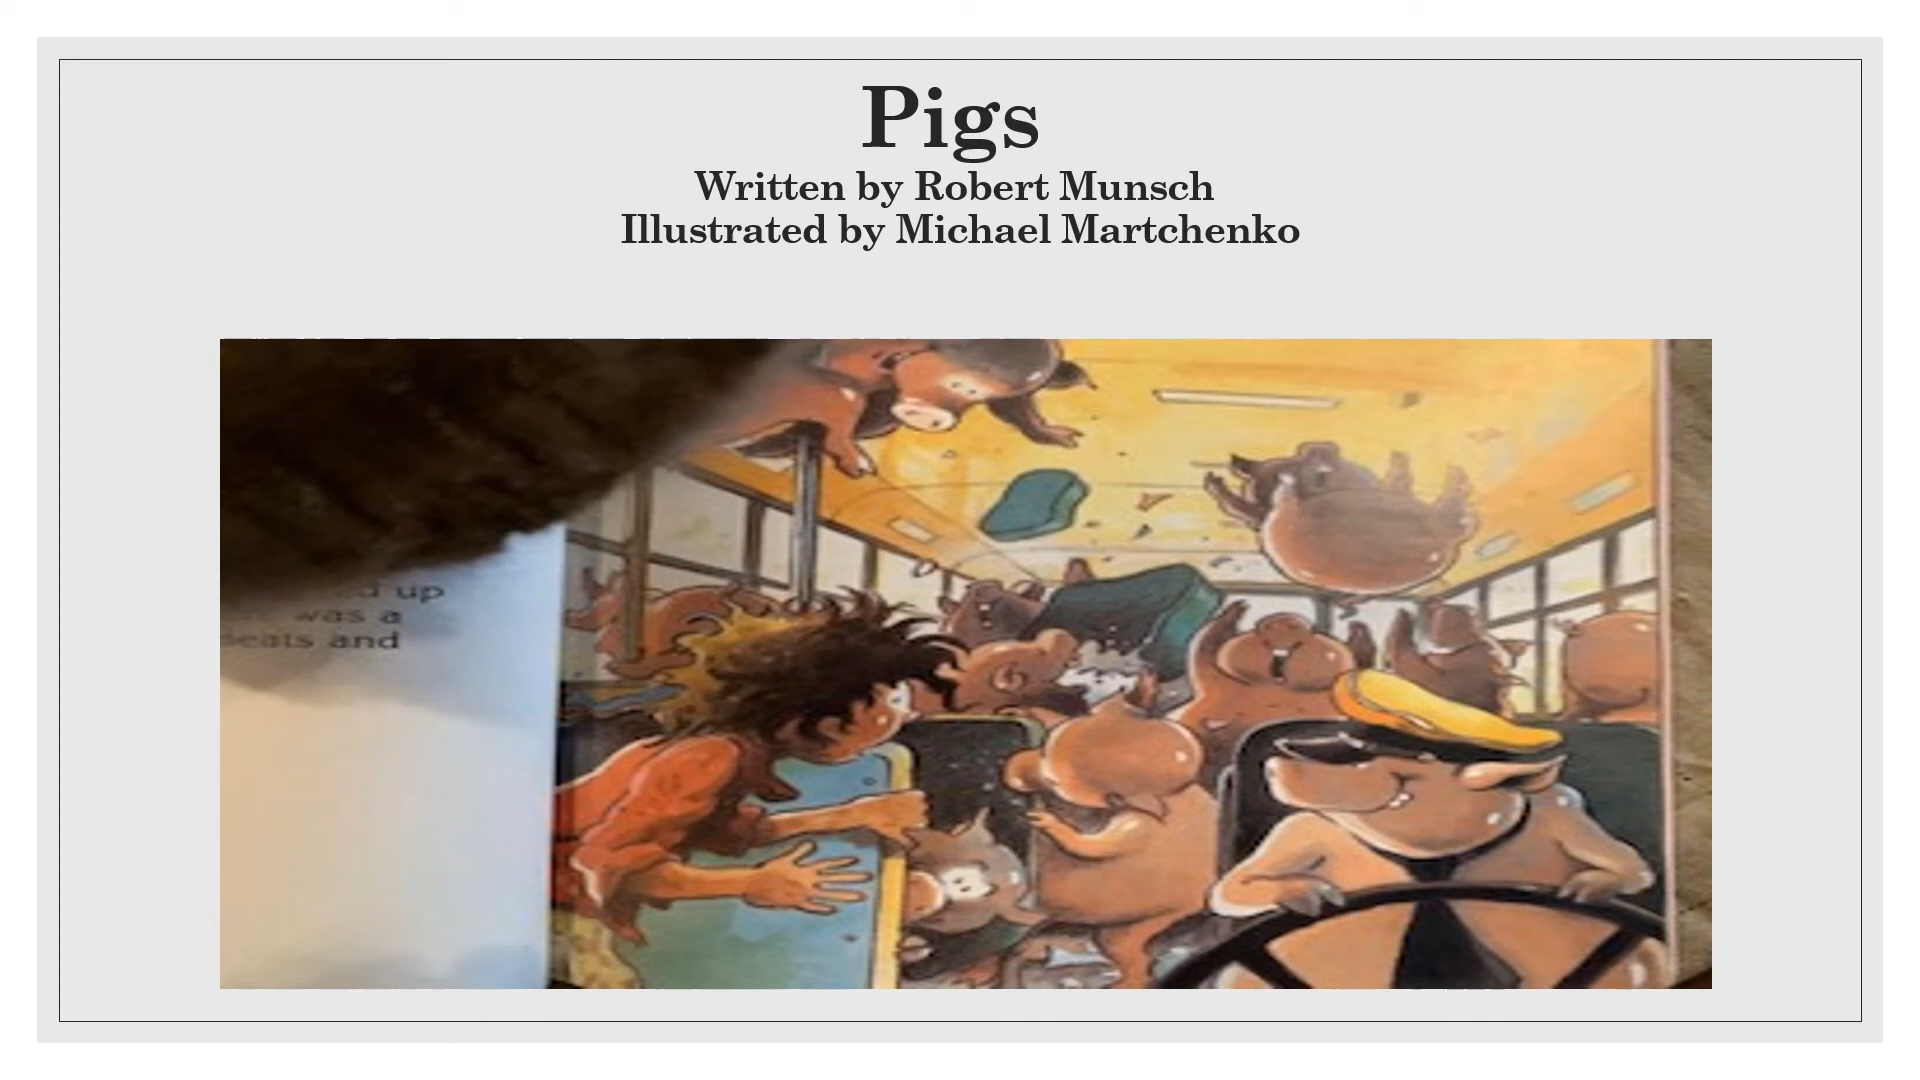 Pigs
Written by Robert Munsch
Illustrated by Michael Martchenko
up
was a
and